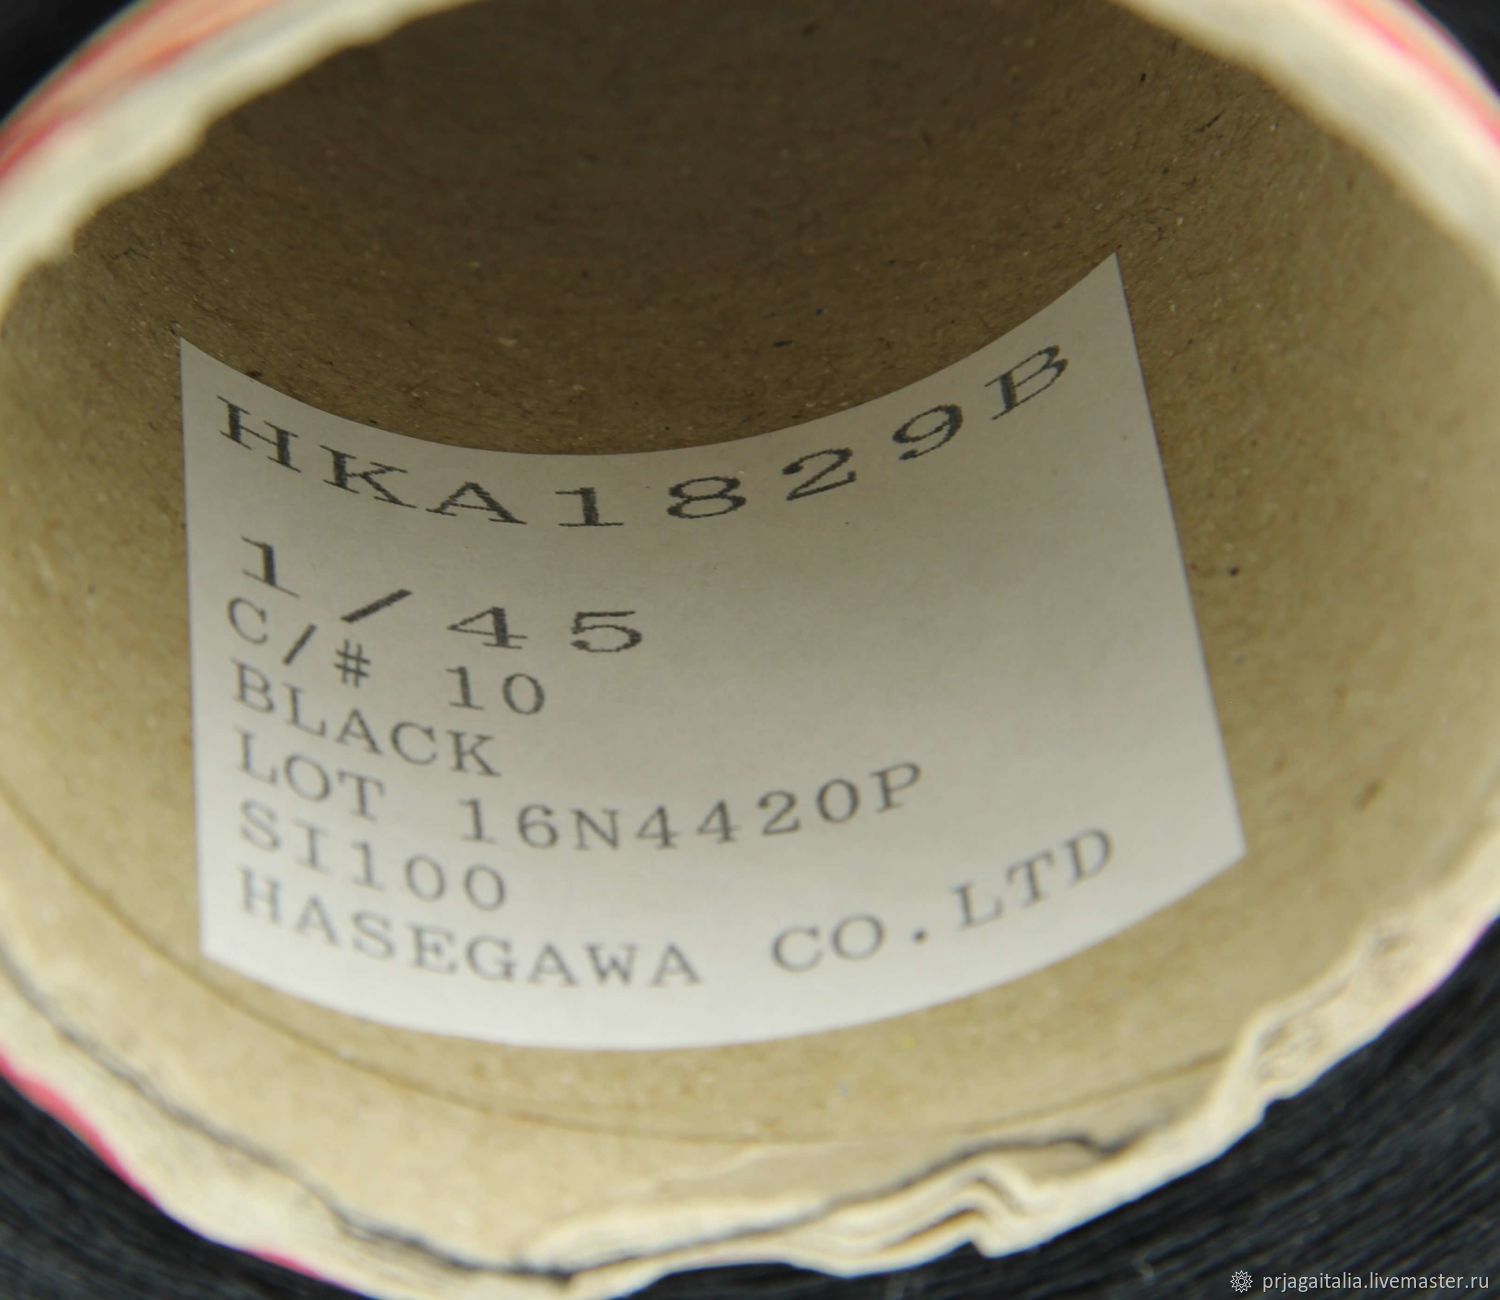 HKA1829B
1/45
C/# 10
BLACK
LOT 16N4420P
SI100
HASEGAWA CO.LTD
prjagaitalia.livemaster.ru